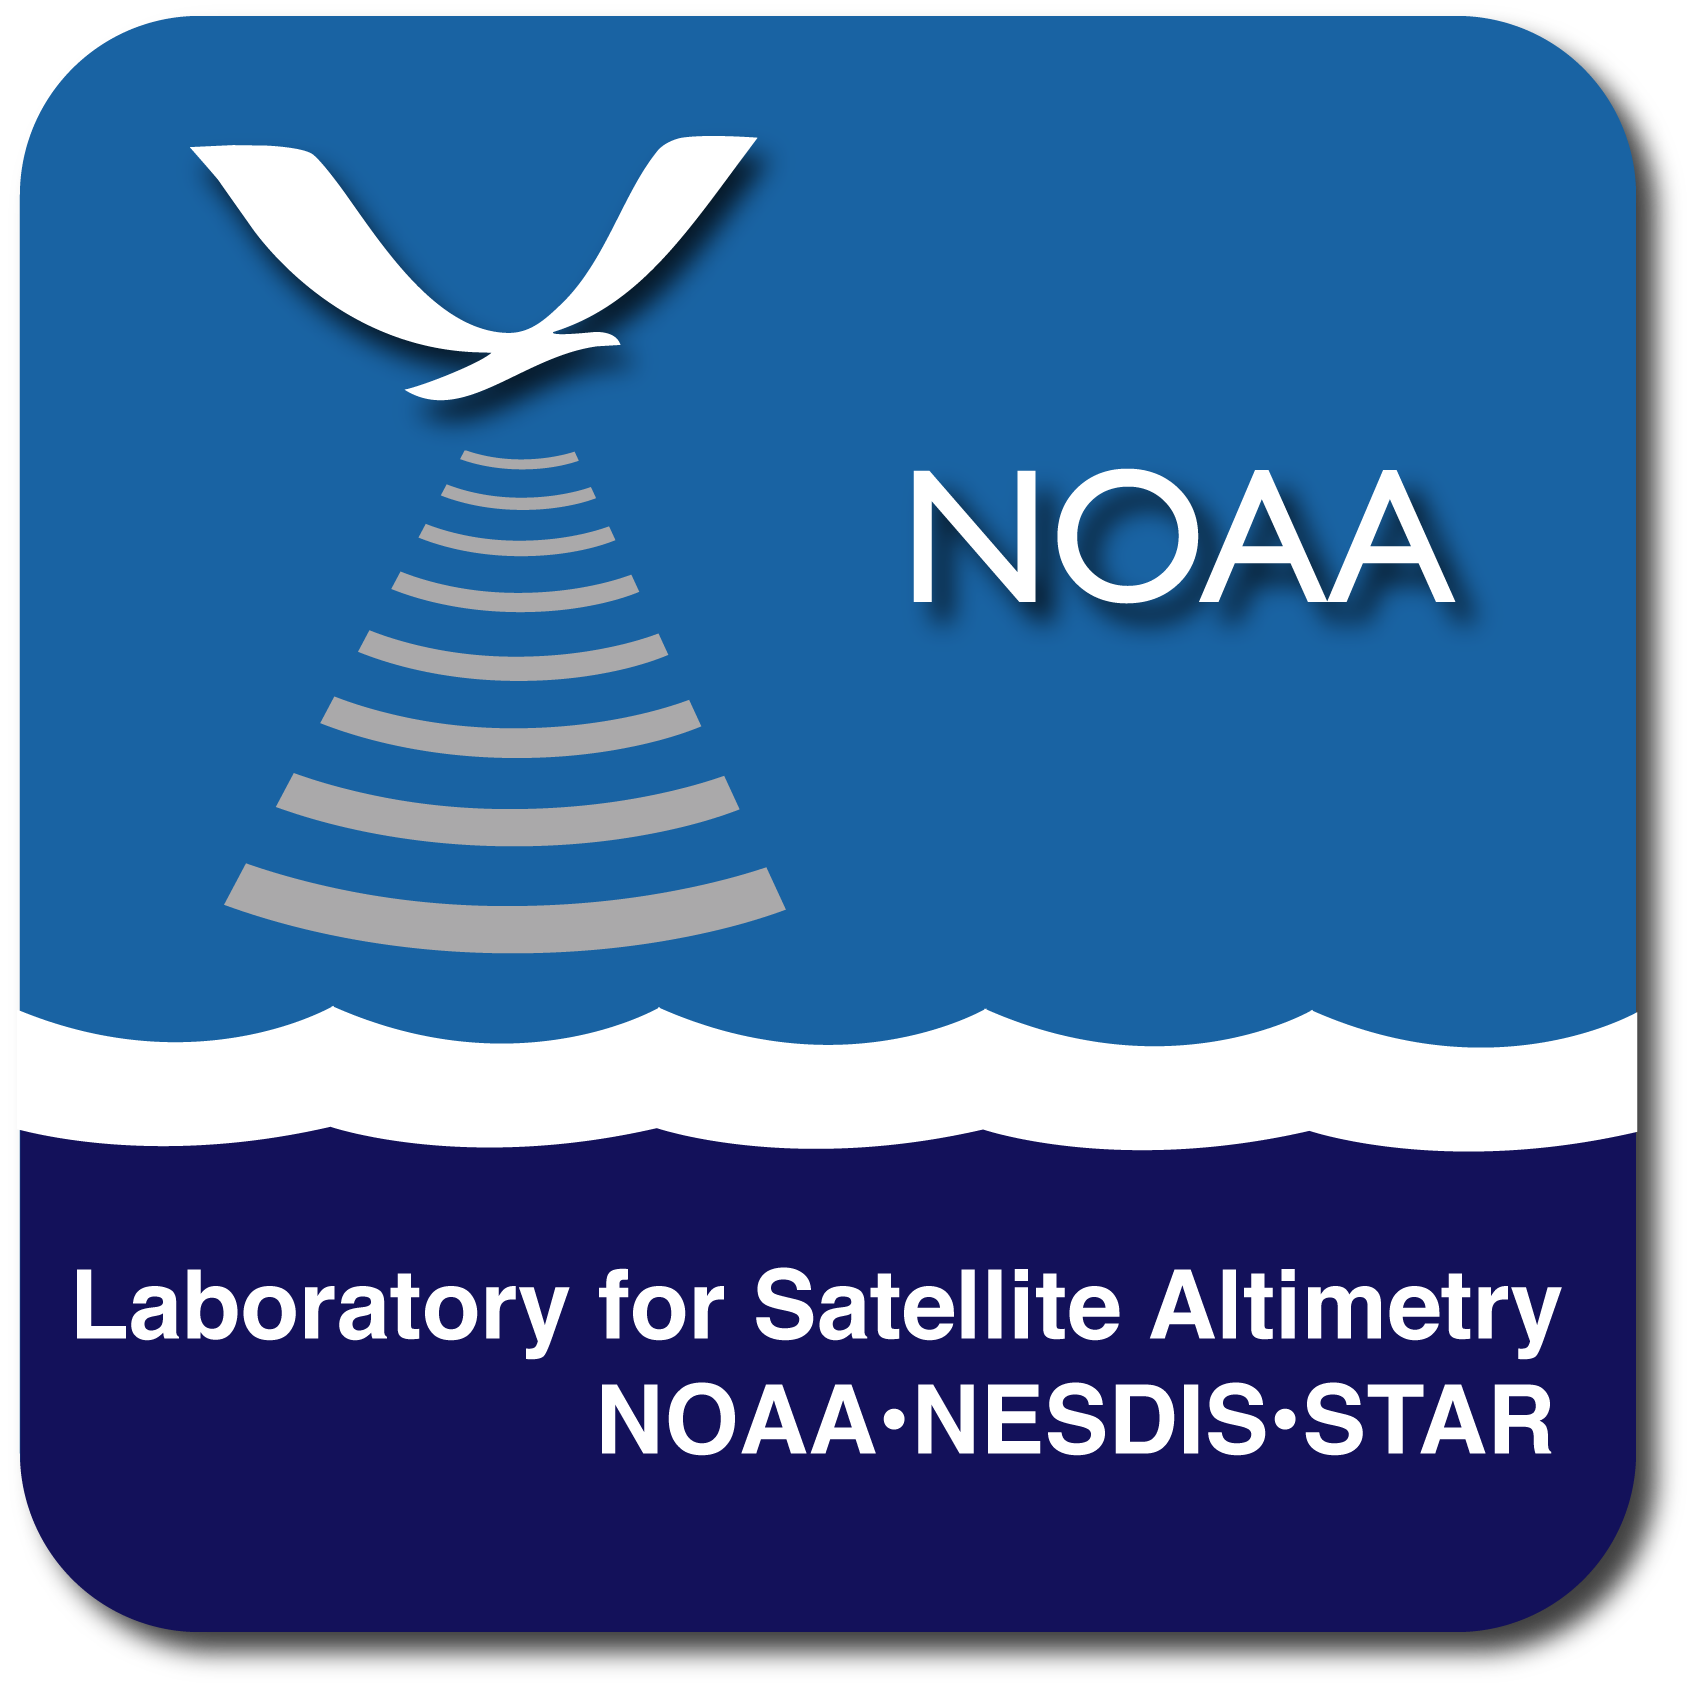 NOAA
Laboratory for Satellite Altimetry
NOAA•NESDIS•STAR